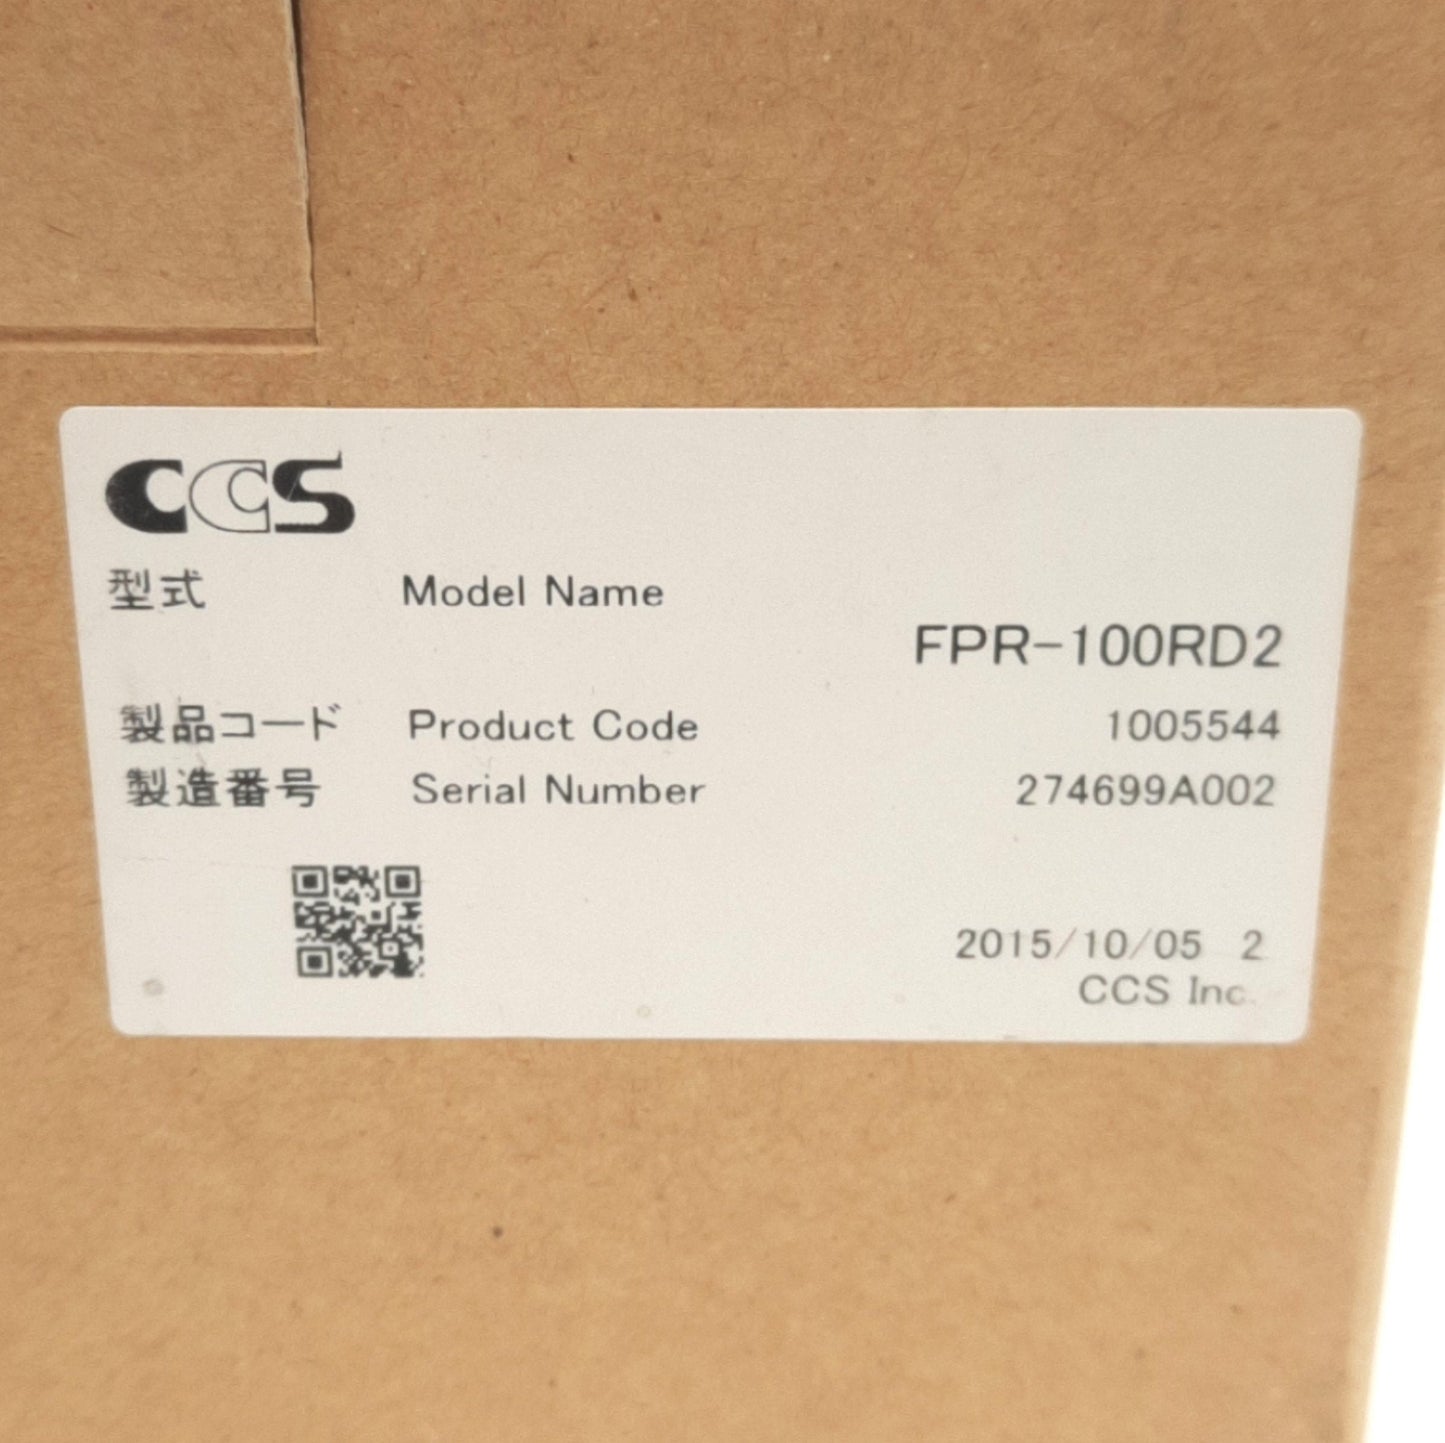 CCS
型式 Model Name
FPR-100RD2
製品コード Product Code 1005544
製造番号 Serial Number 274699A002
2015/10/05 2
CCS Inc.